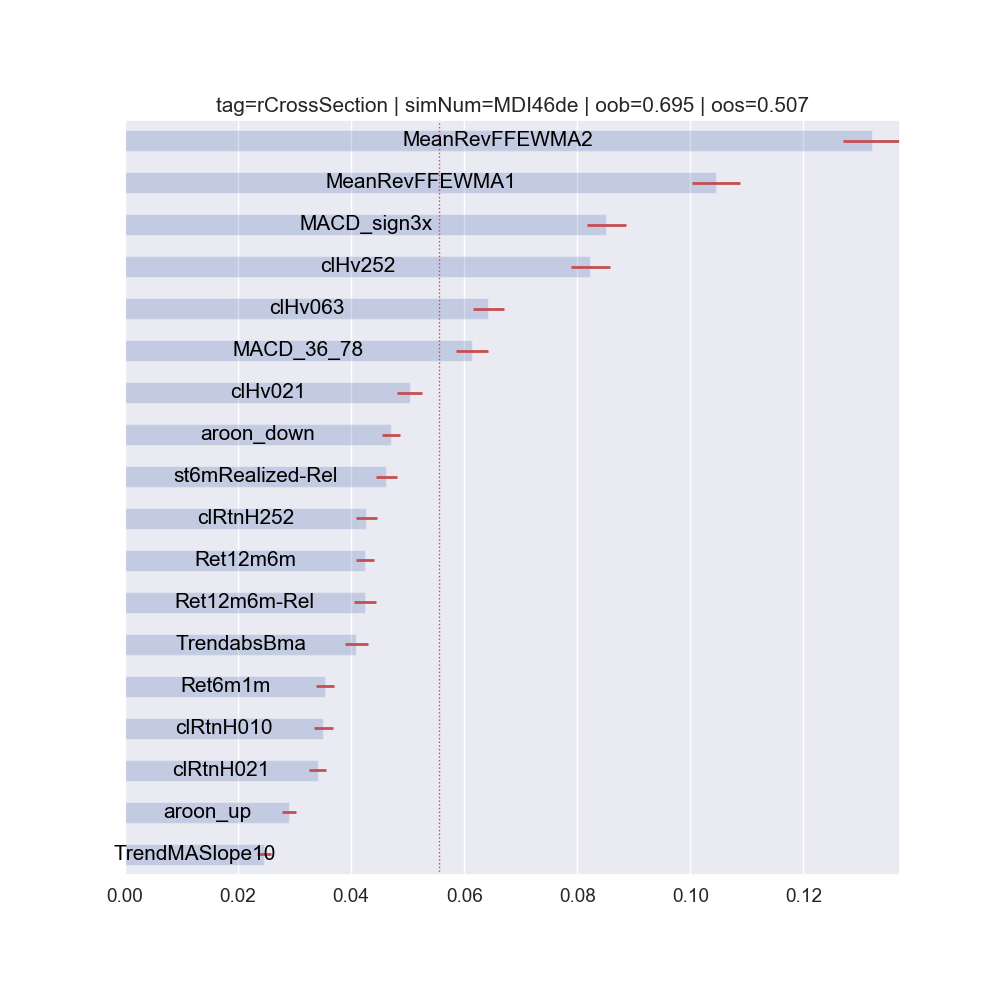 tag=rCrossSection | simNum=MDI46de | oob=0.695 | oos=0.507
MeanRevFFEWMA2
MeanRevFFEWMA1
MACD_sign3x
clHv252
clHv063
MACD_36_78
clHv021
aroon_down
st6mRealized-Rel
clRtnH252
Ret12m6m
Ret12m6m-Rel
TrendabsBma
Ret6m1m
clRtnH010
clRtnH021
aroon_up
TrendMASlope10
0.00 0.02 0.04 0.06 0.08 0.10 0.12